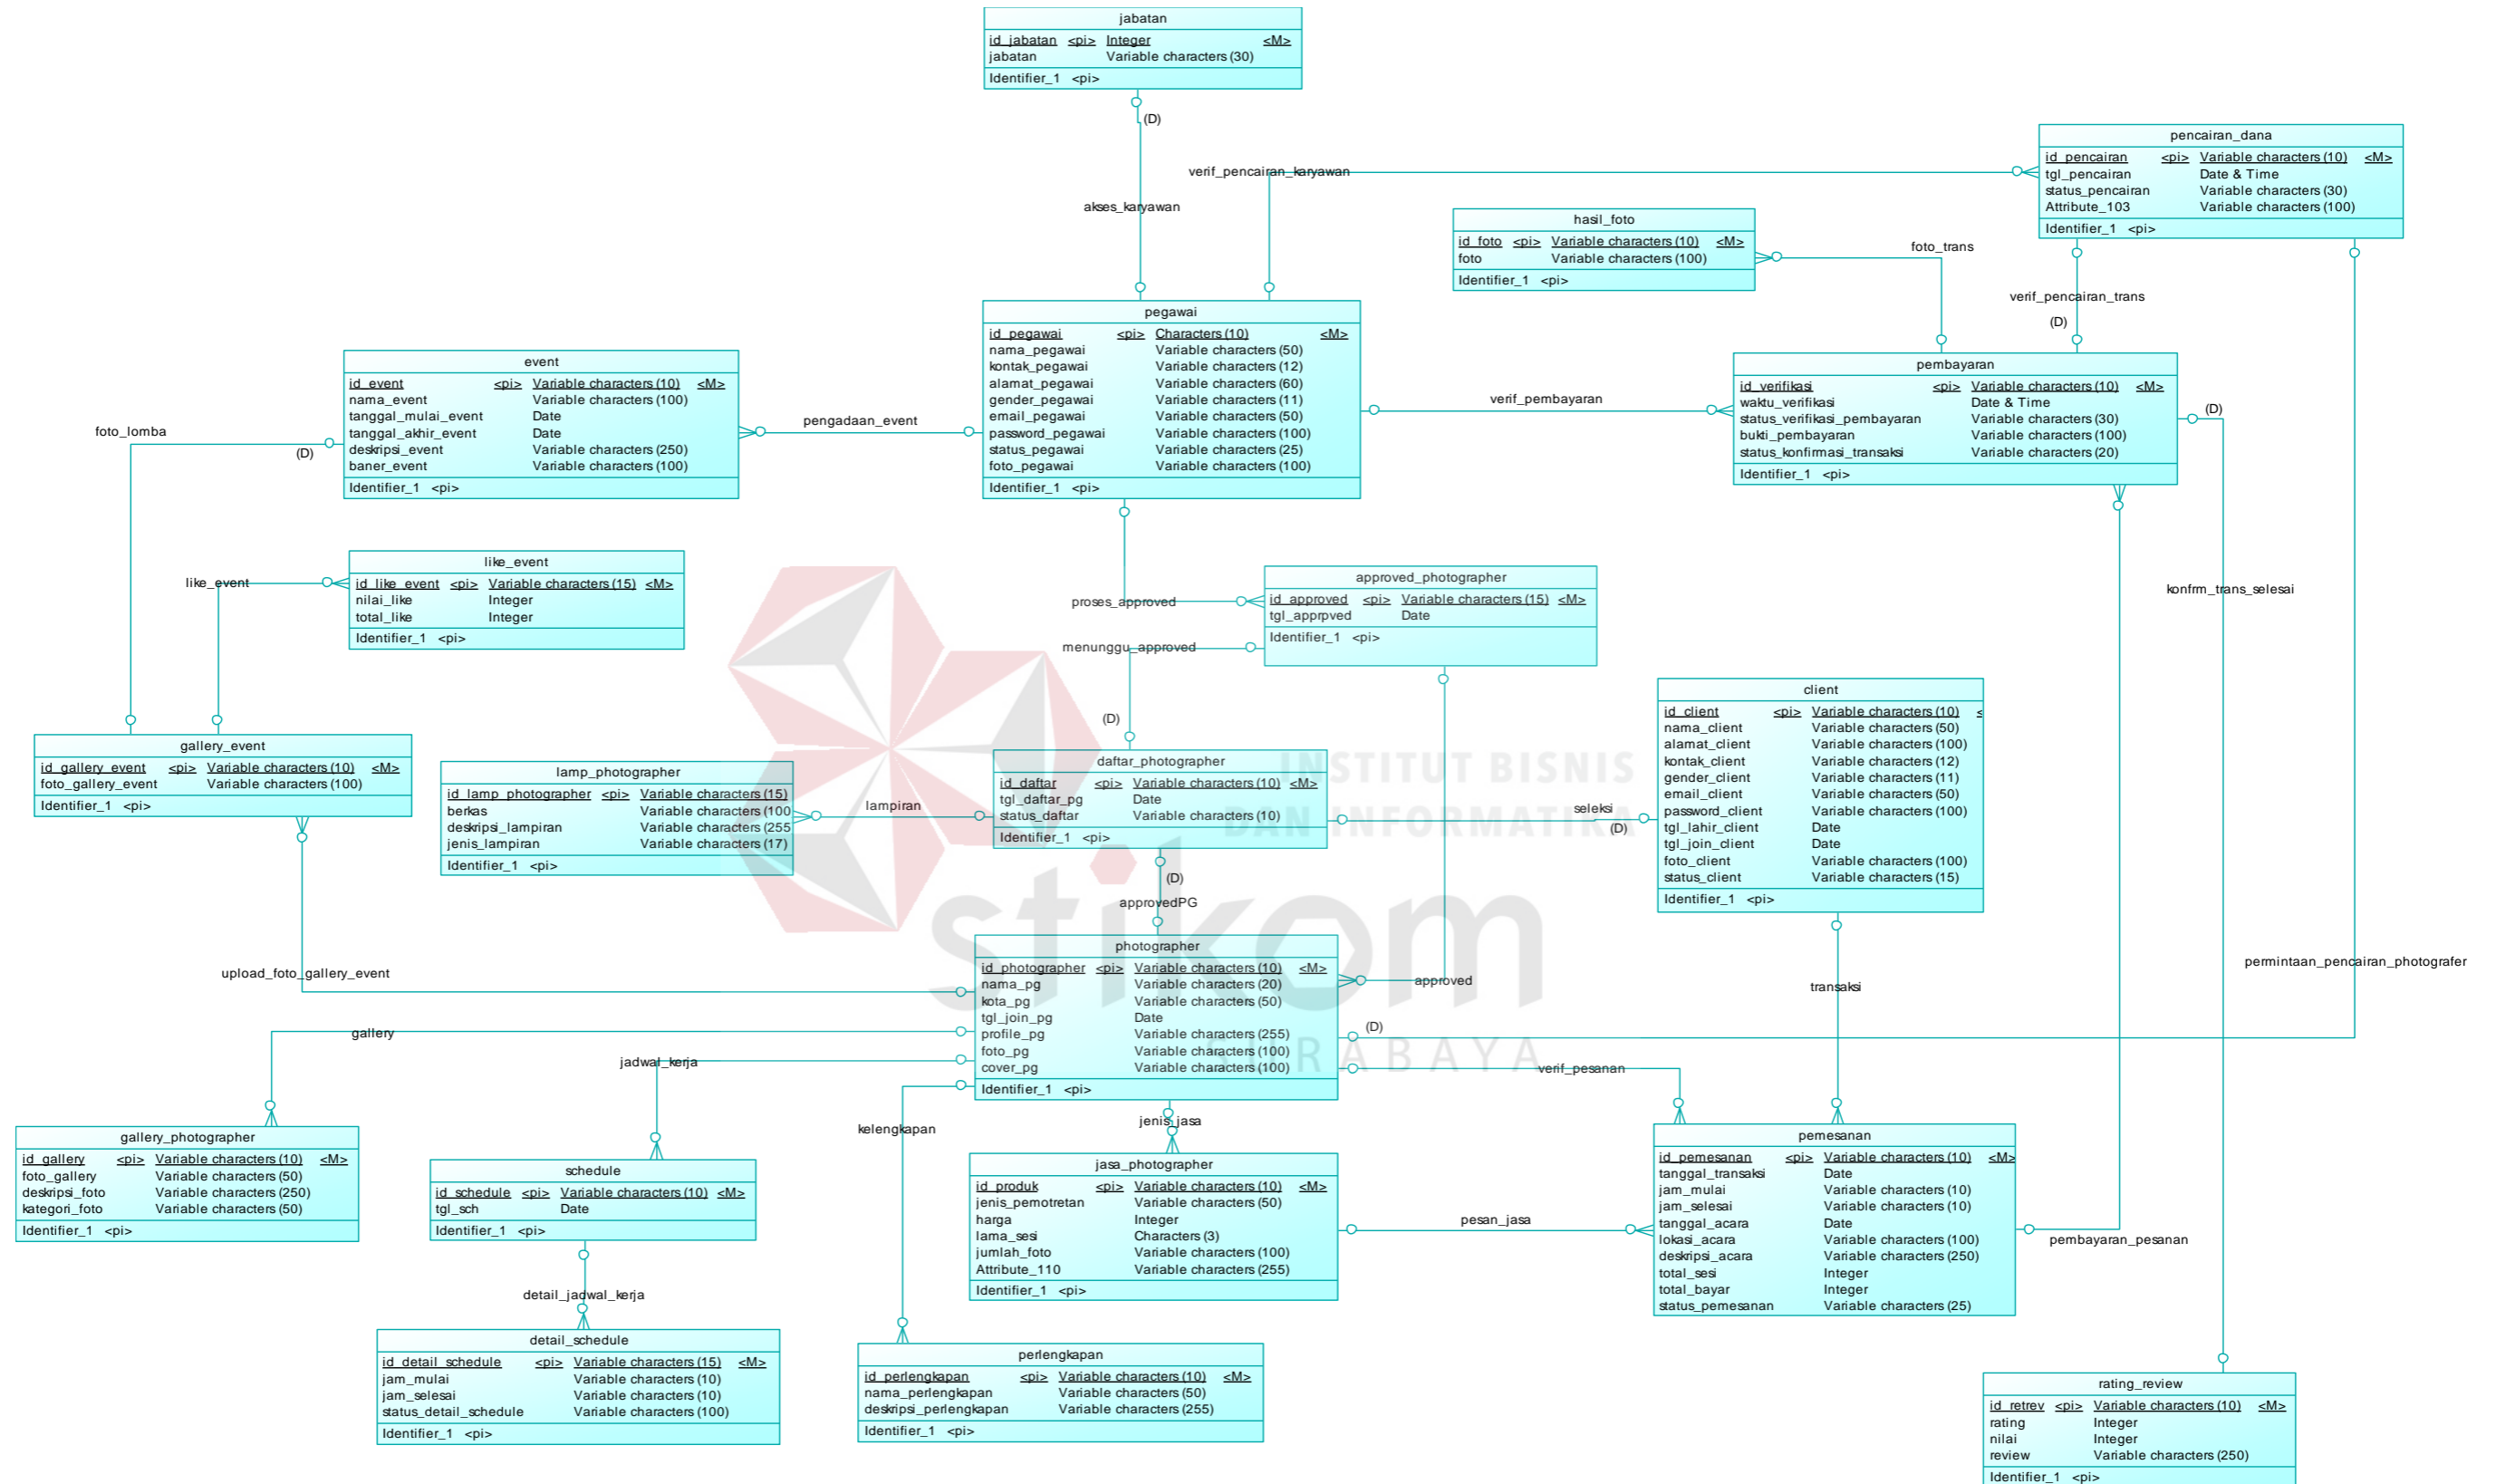 jabatan
id_jabatan <pi> Integer <M>
jabatan Variable characters (30)
Identifier_1 <pi>
(D)
akses_karyawan
verif_pencairan_karyawan
pencairan_dana
id_pencairan <pi> Variable characters (10) <M>
tgl_pencairan Date & Time
status_pencairan Variable characters (30)
Attribute_103 Variable characters (100)
Identifier_1 <pi>
hasil_foto
id_foto <pi> Variable characters (10) <M>
foto Variable characters (100)
Identifier_1 <pi>
foto_trans
verif_pencairan_trans
(D)
pegawai
id_pegawai <pi> Characters (10) <M>
nama_pegawai Variable characters (50)
kontak_pegawai Variable characters (12)
alamat_pegawai Variable characters (60)
gender_pegawai Variable characters (11)
email_pegawai Variable characters (50)
password_pegawai Variable characters (100)
status_pegawai Variable characters (25)
foto_pegawai Variable characters (100)
Identifier_1 <pi>
event
id_event <pi> Variable characters (10) <M>
nama_event Variable characters (100)
tanggal_mulai_event Date
tanggal_akhir_event Date
deskripsi_event Variable characters (250)
baner_event Variable characters (100)
Identifier_1 <pi>
foto_lomba
(D)
pengadaan_event
verif_pembayaran
pembayaran
id_verifikasi <pi> Variable characters (10) <M>
waktu_verifikasi Date & Time
status_verifikasi_pembayaran Variable characters (30)
bukti_pembayaran Variable characters (100)
status_konfirmasi_transaksi Variable characters (20)
Identifier_1 <pi>
(D)
like_event
like_event
id_like_event <pi> Variable characters (15) <M>
nilai_like Integer
total_like Integer
Identifier_1 <pi>
proses_approved
approved_photographer
id_approved <pi> Variable characters (15) <M>
tgl_apprpved Date
Identifier_1 <pi>
menunggu_approved
(D)
konfrm_trans_selesai
client
id_client <pi> Variable characters (10) <
nama_client Variable characters (50)
alamat_client Variable characters (100)
kontak_client Variable characters (12)
gender_client Variable characters (11)
email_client Variable characters (50)
password_client Variable characters (100)
tgl_lahir_client Date
tgl_join_client Date
foto_client Variable characters (100)
status_client Variable characters (15)
Identifier_1 <pi>
gallery_event
id_gallery_event <pi> Variable characters (10) <M>
foto_gallery_event Variable characters (100)
Identifier_1 <pi>
lamp_photographer
id_lamp_photographer <pi> Variable characters (15)
berkas Variable characters (100
deskripsi_lampiran Variable characters (255
jenis_lampiran Variable characters (17)
Identifier_1 <pi>
lampiran
daftar_photographer
id_daftar <pi> Variable characters (10) <M>
tgl_daftar_pg Date
status_daftar Variable characters (10)
Identifier_1 <pi>
INSTITUT BISNIS
DAN INFORMATIKA
stikom
SURABAYA
seleksi
(D)
(D)
approvedPG
photographer
id_photographer <pi> Variable characters (10) <M>
nama_pg Variable characters (20)
kota_pg Variable characters (50)
tgl_join_pg Date
profile_pg Variable characters (255)
foto_pg Variable characters (100)
cover_pg Variable characters (100)
Identifier_1 <pi>
approved
(D)
upload_foto_gallery_event
gallery
jadwal_kerja
kelengkapan
jenis_jasa
verif_pesanan
transaksi
permintaan_pencairan_photografer
gallery_photographer
id_gallery <pi> Variable characters (10) <M>
foto_gallery Variable characters (50)
deskripsi_foto Variable characters (250)
kategori_foto Variable characters (50)
Identifier_1 <pi>
schedule
id_schedule <pi> Variable characters (10) <M>
tgl_sch Date
Identifier_1 <pi>
detail_jadwal_kerja
jasa_photographer
id_produk <pi> Variable characters (10) <M>
jenis_pemotretan Variable characters (50)
harga Integer
lama_sesi Characters (3)
jumlah_foto Variable characters (100)
Attribute_110 Variable characters (255)
Identifier_1 <pi>
pesan_jasa
pemesanan
id_pemesanan <pi> Variable characters (10) <M>
tanggal_transaksi Date
jam_mulai Variable characters (10)
jam_selesai Variable characters (10)
tanggal_acara Date
lokasi_acara Variable characters (100)
deskripsi_acara Variable characters (250)
total_sesi Integer
total_bayar Integer
status_pemesanan Variable characters (25)
pembayaran_pesanan
detail_schedule
id_detail_schedule <pi> Variable characters (15) <M>
jam_mulai Variable characters (10)
jam_selesai Variable characters (10)
status_detail_schedule Variable characters (100)
Identifier_1 <pi>
perlengkapan
id_perlengkapan <pi> Variable characters (10) <M>
nama_perlengkapan Variable characters (50)
deskripsi_perlengkapan Variable characters (255)
Identifier_1 <pi>
rating_review
id_retrev <pi> Variable characters (10) <M>
rating Integer
nilai Integer
review Variable characters (250)
Identifier_1 <pi>